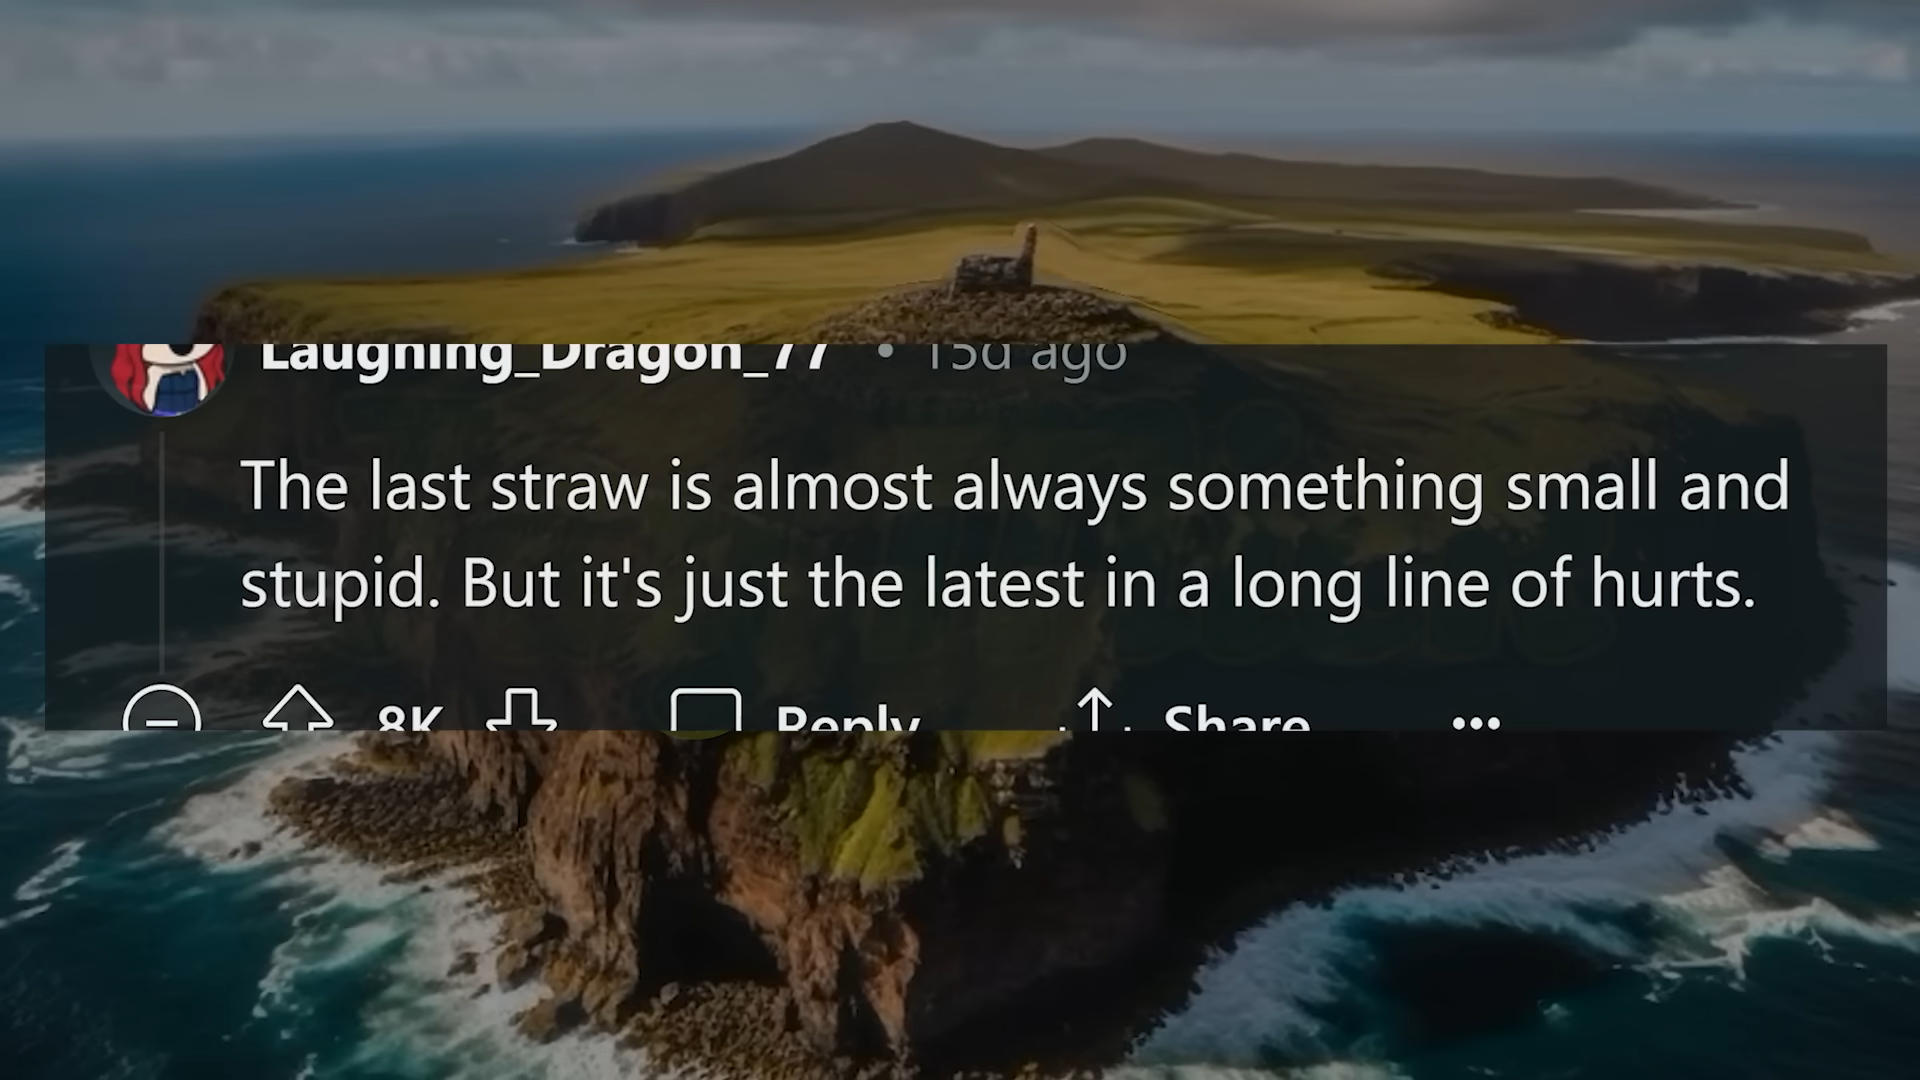 Laughing_Dragon_77 • 15d ago
The last straw is almost always something small and
stupid. But it's just the latest in a long line of hurts.
8K Reply Share ...